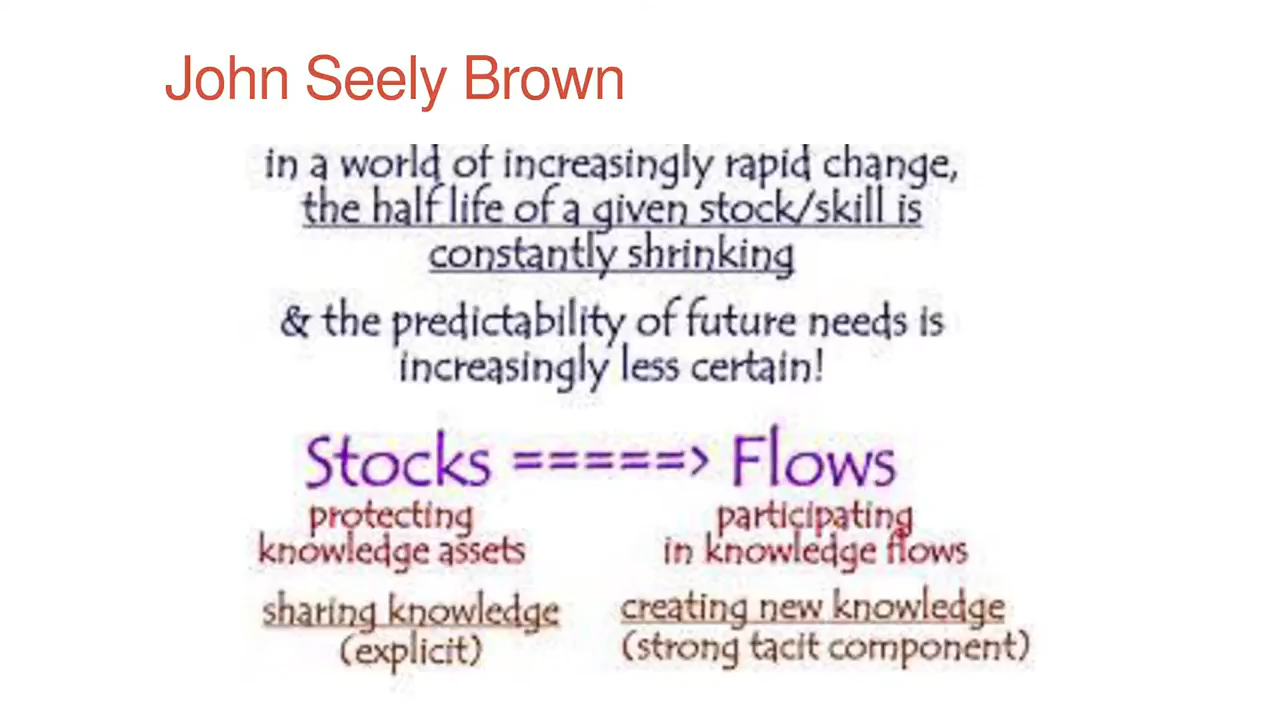 John Seely Brown
in a world of increasingly rapid change,
the half life of a given stock/skill is
constantly shrinking
& the predictability of future needs is
increasingly less certain!
Stocks =====> Flows
protecting participating
knowledge assets in knowledge flows
sharing knowledge creating new knowledge
(explicit) (strong tacit component)